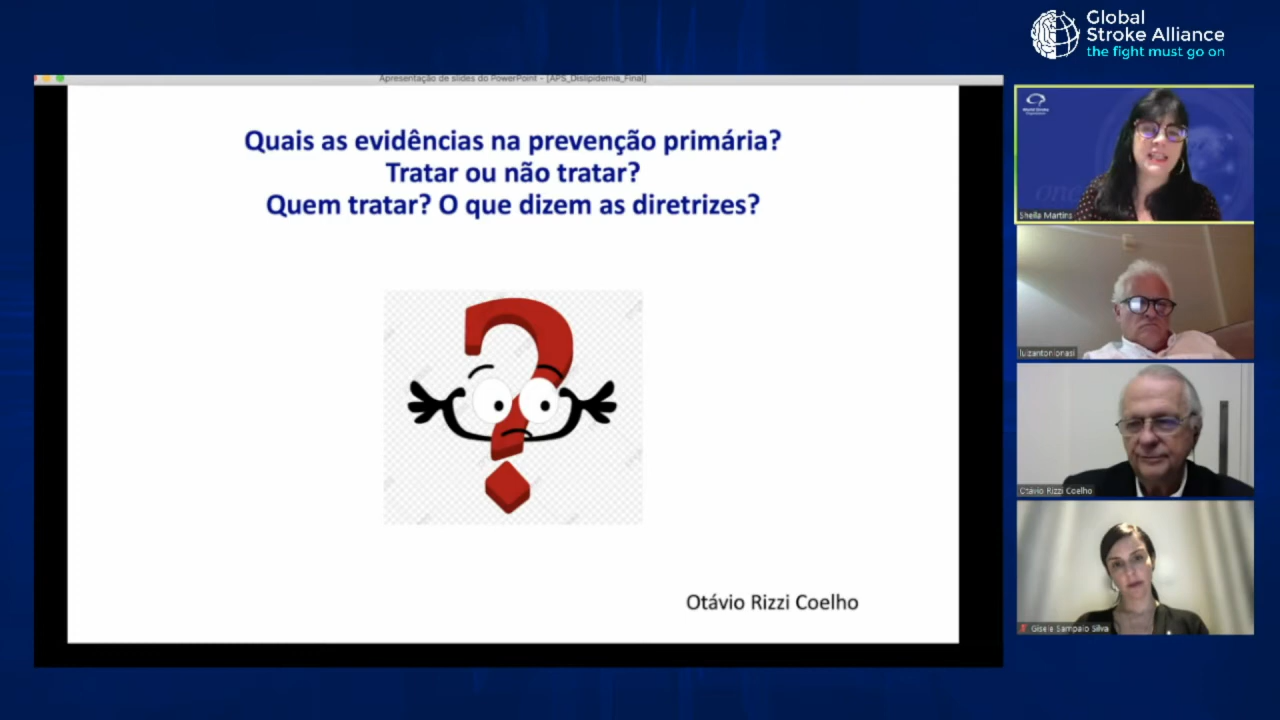 Global
Stroke Alliance
the fight must go on
Apresentação de slides do PowerPoint - [APS_Dislipidemia_Final]
Quais as evidências na prevenção primária?
Tratar ou não tratar?
Quem tratar? O que dizem as diretrizes?
Otávio Rizzi Coelho
Sheila Martins
luizantonionasi
Otávio Rizzi Coelho
Gisele Sampaio Silva